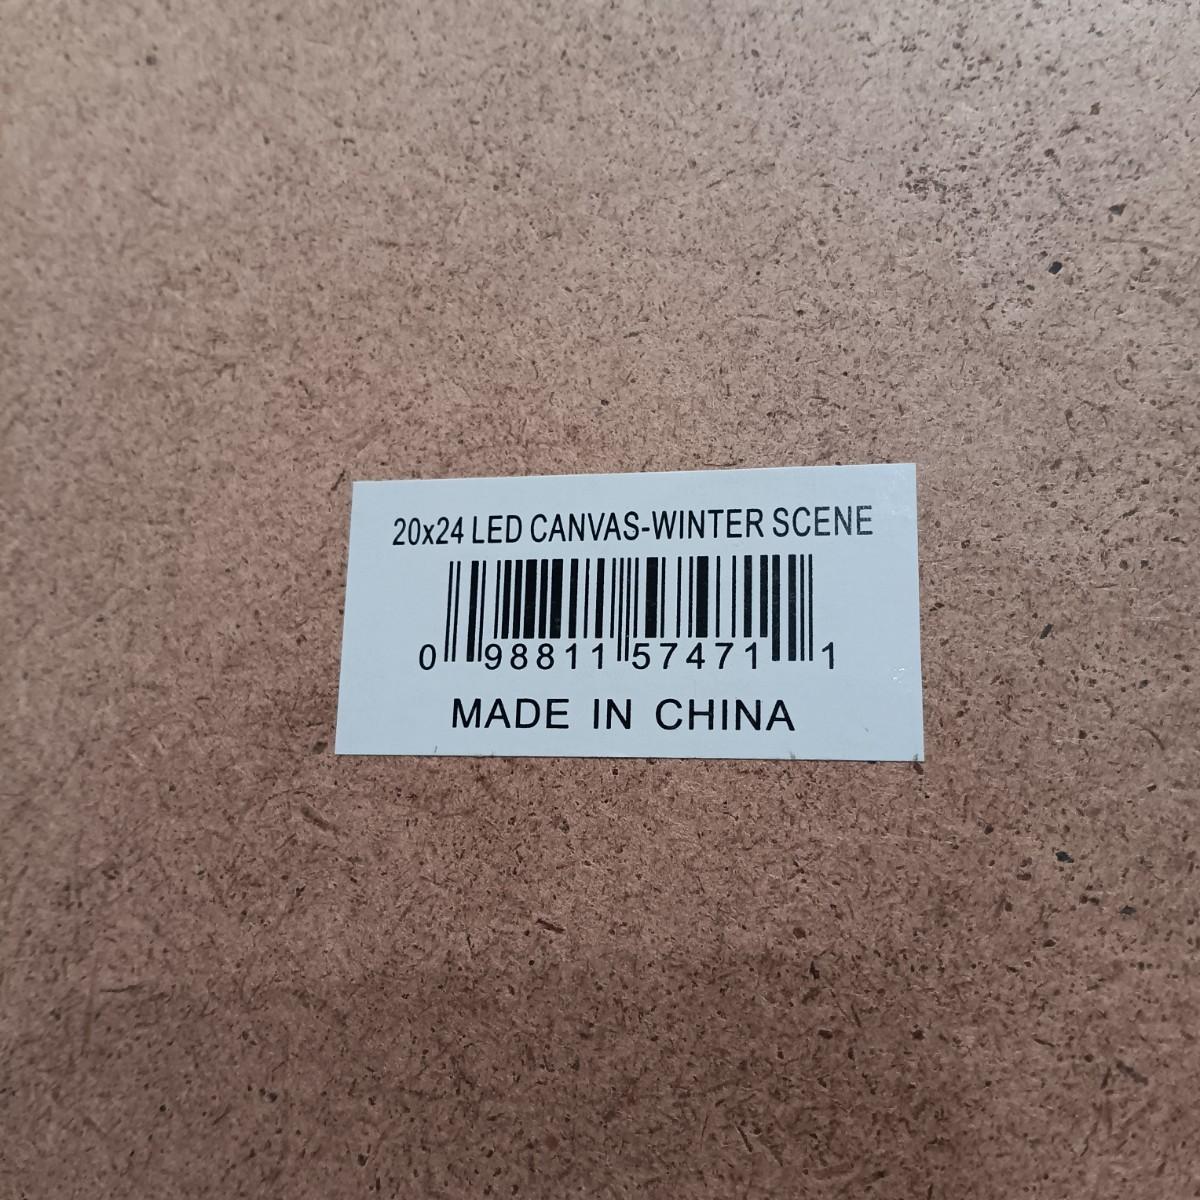 20x24 LED CANVAS-WINTER SCENE
0 98811 57471 1
MADE IN CHINA